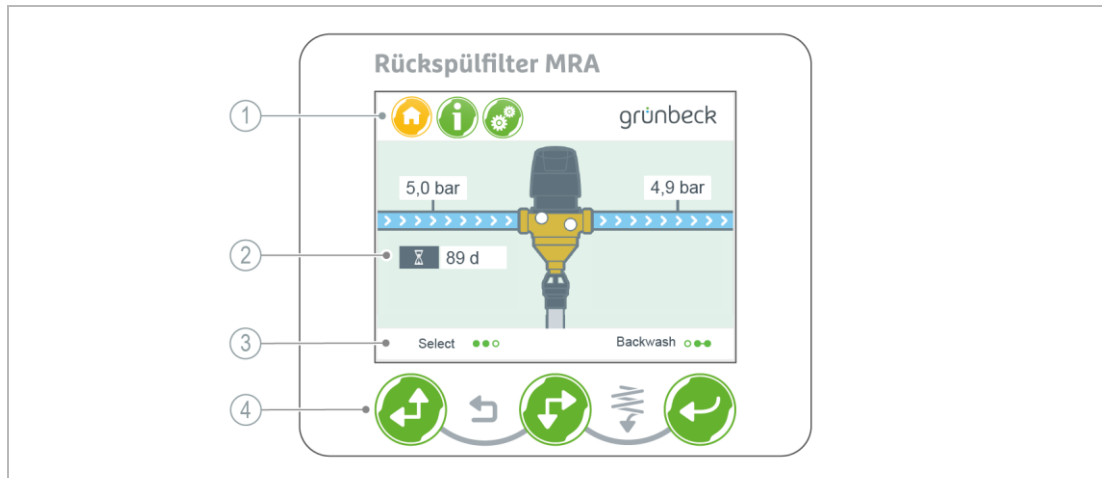 Rückspülfilter MRA
1
grünbeck
5,0 bar
4,9 bar
2
89 d
3
Select
Backwash
4